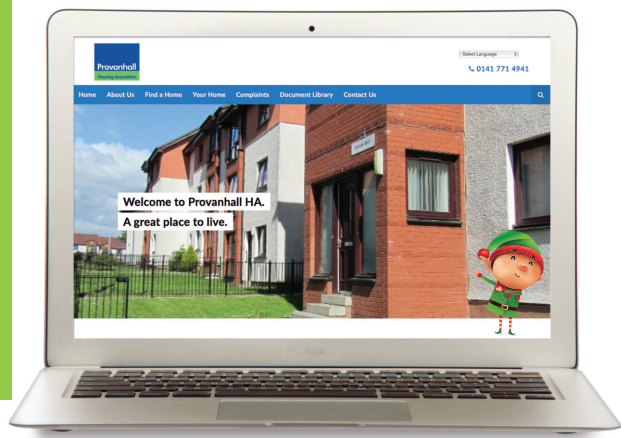 Provanhall
Housing Association
Select Language
0141 771 4941
Home About Us Find a Home Your Home Complaints Document Library Contact Us
Welcome to Provanhall HA.
A great place to live.